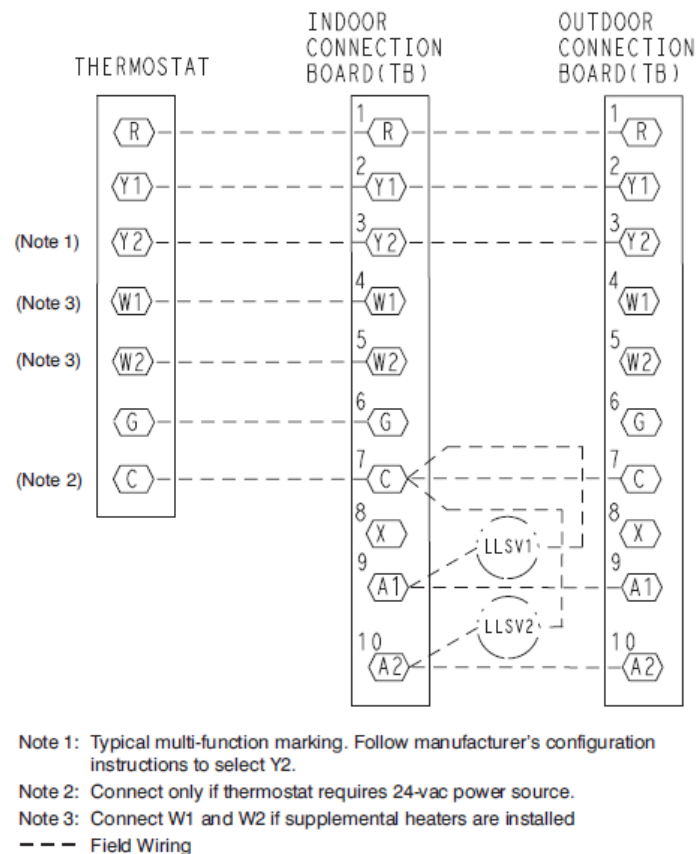 THERMOSTAT
INDOOR
CONNECTION
BOARD(TB)
OUTDOOR
CONNECTION
BOARD(TB)
R
1
R
1
R
Y1
2
Y1
2
Y1
(Note 1)
Y2
3
Y2
3
Y2
(Note 3)
W1
4
W1
4
W1
(Note 3)
W2
5
W2
5
W2
G
6
G
6
G
(Note 2)
C
7
C
7
C
8
X
8
X
LLSV1
9
A1
9
A1
LLSV2
10
A2
10
A2
Note 1: Typical multi-function marking. Follow manufacturer's configuration
instructions to select Y2.
Note 2: Connect only if thermostat requires 24-vac power source.
Note 3: Connect W1 and W2 if supplemental heaters are installed
Field Wiring